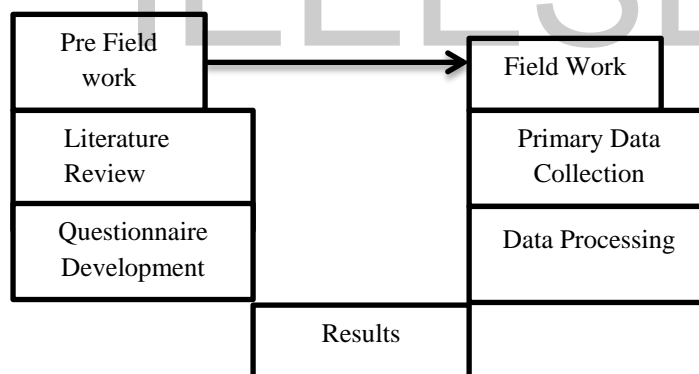 Pre Field
work
Literature
Review
Questionnaire
Development
Field Work
Primary Data
Collection
Data Processing
Results